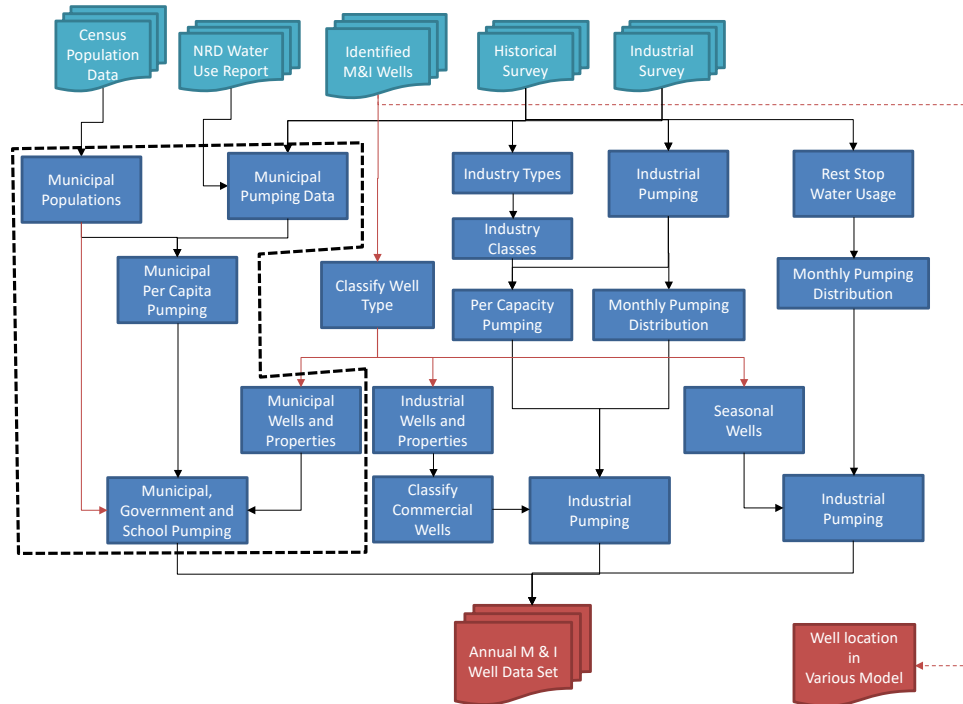 Census
Population
Data
NRD Water
Use Report
Identified
M&I Wells
Historical
Survey
Industrial
Survey
Municipal
Populations
Municipal
Pumping Data
Industry Types
Industrial
Pumping
Rest Stop
Water Usage
Industry
Classes
Municipal
Per Capita
Pumping
Classify Well
Type
Per Capacity
Pumping
Monthly Pumping
Distribution
Monthly Pumping
Distribution
Municipal
Wells and
Properties
Industrial
Wells and
Properties
Seasonal
Wells
Municipal,
Government and
School Pumping
Classify
Commercial
Wells
Industrial
Pumping
Industrial
Pumping
Annual M & I
Well Data Set
Well location
in
Various Model